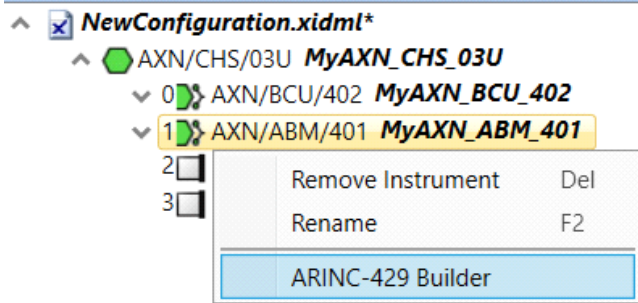 NewConfiguration.xidml*
AXN/CHS/03U MyAXN_CHS_03U
0 AXN/BCU/402 MyAXN_BCU_402
1 AXN/ABM/401 MyAXN_ABM_401
2
Remove Instrument Del
3
Rename F2
ARINC-429 Builder